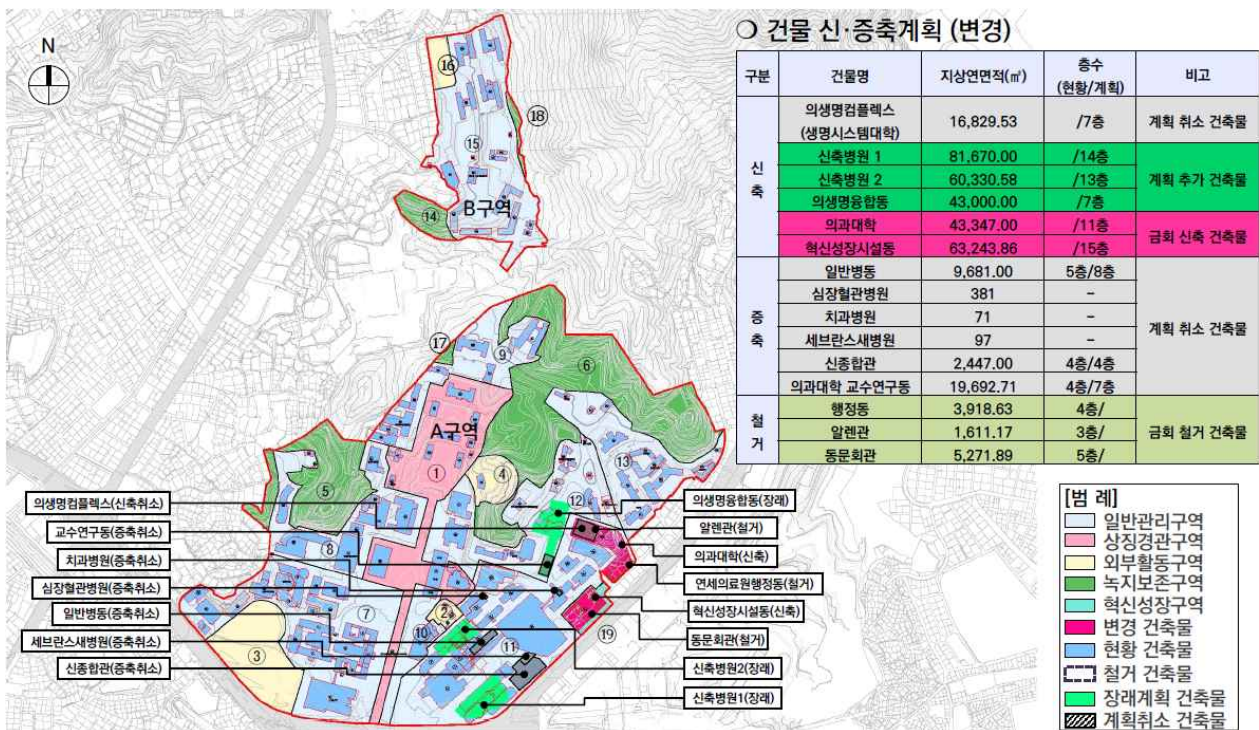 N
○ 건물 신·증축계획 (변경)
구분 건물명 지상연면적(㎡) 층수 (현황/계획) 비고
신축 의생명컴플렉스 (생명시스템대학) 16,829.53 /7층 계획 취소 건축물
신축병원 1 81,670.00 /14층 계획 추가 건축물
신축병원 2 60,330.58 /13층
의생명융합동 43,000.00 /7층
의과대학 43,347.00 /11층 금회 신축 건축물
혁신성장시설동 63,243.86 /15층
증축 일반병동 9,681.00 5층/8층 계획 취소 건축물
심장혈관병원 381 -
치과병원 71 -
세브란스새병원 97 -
신종합관 2,447.00 4층/4층
의과대학 교수연구동 19,692.71 4층/7층
철거 행정동 3,918.63 4층/ 금회 철거 건축물
알렌관 1,611.17 3층/
동문회관 5,271.89 5층/
⑯
⑱
⑮
⑭
B구역
⑰
⑨
⑥
A구역
①
④
⑬
⑤
⑫
⑧
⑦
②
⑩
⑪
③
⑲
의생명컴플렉스(신축취소)
교수연구동(증축취소)
치과병원(증축취소)
심장혈관병원(증축취소)
일반병동(증축취소)
세브란스새병원(증축취소)
신종합관(증축취소)
의생명융합동(장래)
알렌관(철거)
의과대학(신축)
연세의료원행정동(철거)
혁신성장시설동(신축)
동문회관(철거)
신축병원2(장래)
신축병원1(장래)
[범 례]
일반관리구역
상징경관구역
외부활동구역
녹지보존구역
혁신성장구역
변경 건축물
현황 건축물
철거 건축물
장래계획 건축물
계획취소 건축물